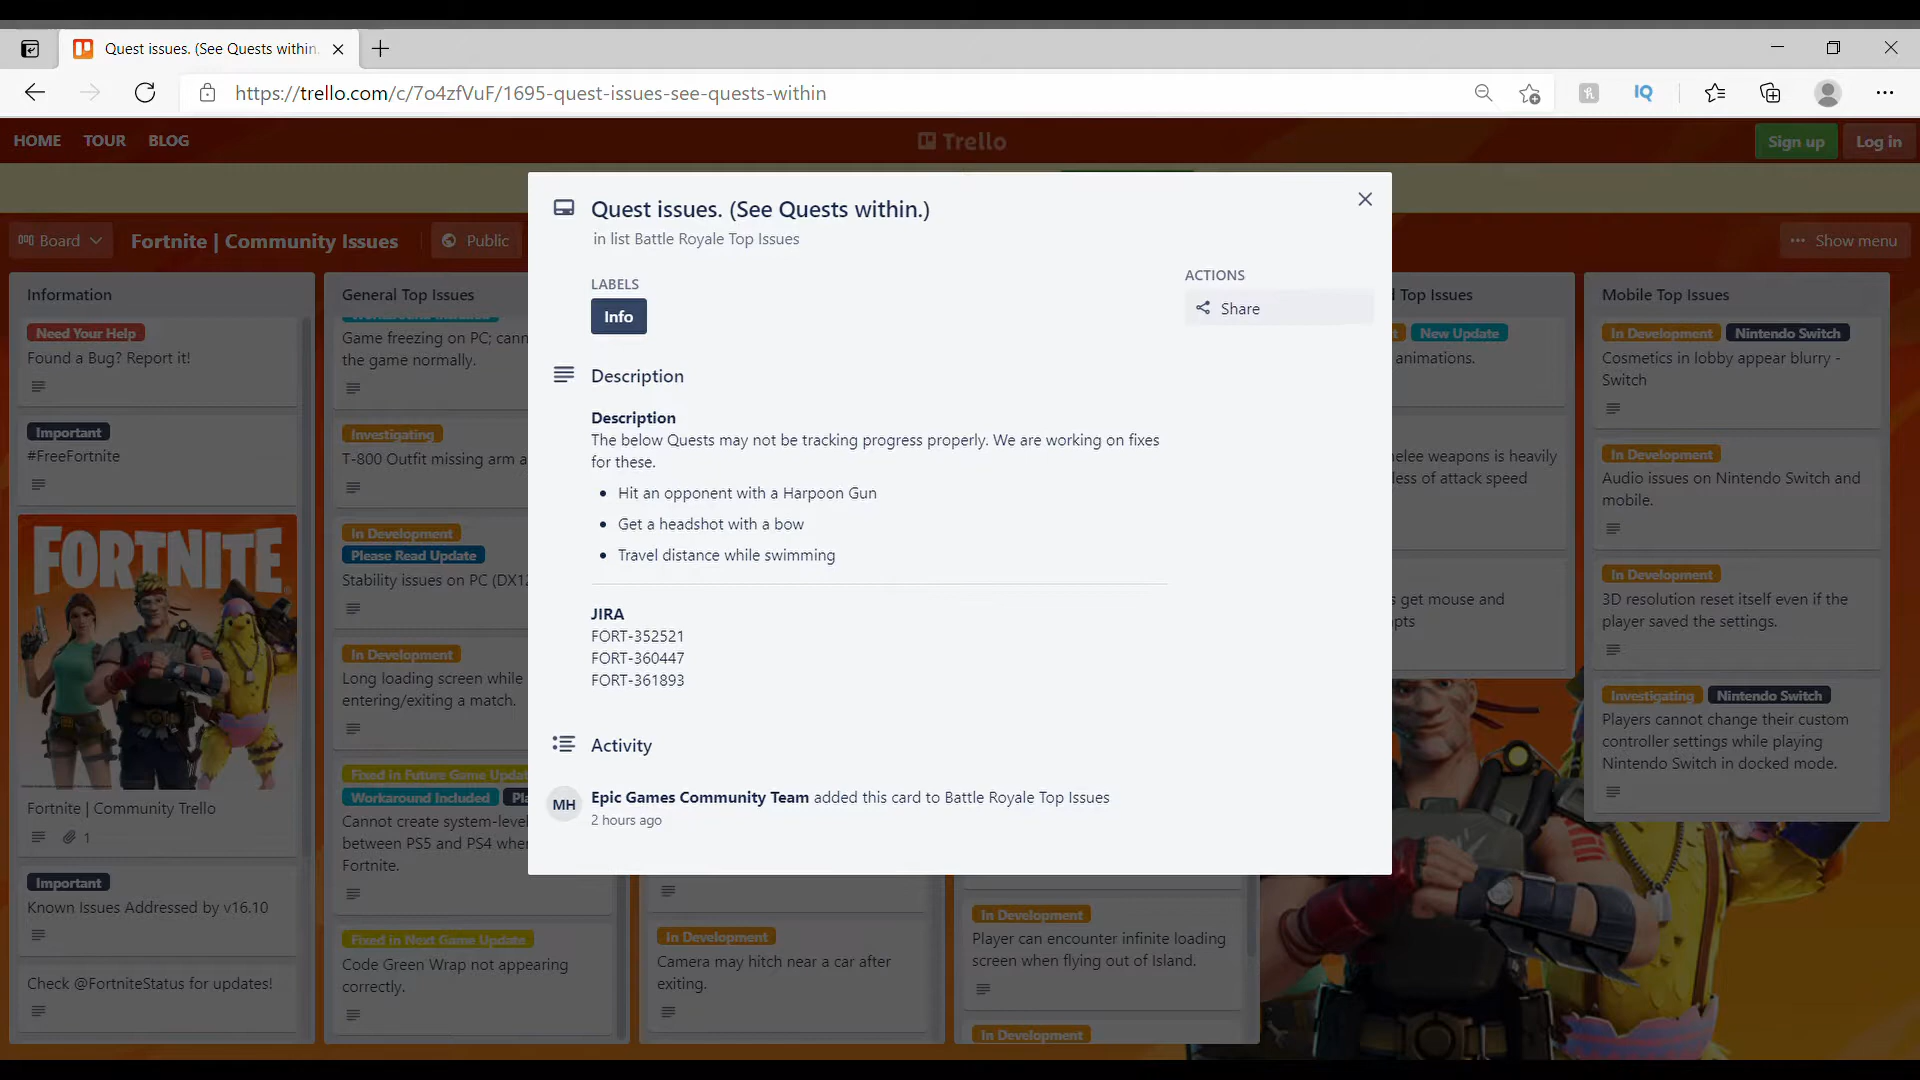 Quest issues. (See Quests within
https://trello.com/c/7o4zfVuF/1695-quest-issues-see-quests-within
IQ
HOME
TOUR
BLOG
Trello
Sign up
Log in
Board
Fortnite | Community Issues
Public
Show menu
Quest issues. (See Quests within.)
in list Battle Royale Top Issues
LABELS
Info
ACTIONS
Share
Description
Description
The below Quests may not be tracking progress properly. We are working on fixes
for these.
Hit an opponent with a Harpoon Gun
Get a headshot with a bow
Travel distance while swimming
JIRA
FORT-352521
FORT-360447
FORT-361893
Activity
MH
Epic Games Community Team added this card to Battle Royale Top Issues
2 hours ago
Information
Need Your Help
Found a Bug? Report it!
Important
#FreeFortnite
FORTNITE
Fortnite | Community Trello
1
Important
Known Issues Addressed by v16.10
Check @FortniteStatus for updates!
General Top Issues
Workaround Included
Game freezing on PC; cann
the game normally.
Investigating
T-800 Outfit missing arm a
In Development
Please Read Update
Stability issues on PC (DX12
In Development
Long loading screen while
entering/exiting a match.
Fixed in Future Game Updat
Workaround Included
Pla
Cannot create system-level
between PS5 and PS4 wher
Fortnite.
Fixed in Next Game Update
Code Green Wrap not appearing
correctly.
In Development
Camera may hitch near a car after
exiting.
In Development
Player can encounter infinite loading
screen when flying out of Island.
In Development
d Top Issues
New Update
animations.
elee weapons is heavily
less of attack speed
s get mouse and
pts
Mobile Top Issues
In Development
Nintendo Switch
Cosmetics in lobby appear blurry -
Switch
In Development
Audio issues on Nintendo Switch and
mobile.
In Development
3D resolution reset itself even if the
player saved the settings.
Investigating
Nintendo Switch
Players cannot change their custom
controller settings while playing
Nintendo Switch in docked mode.